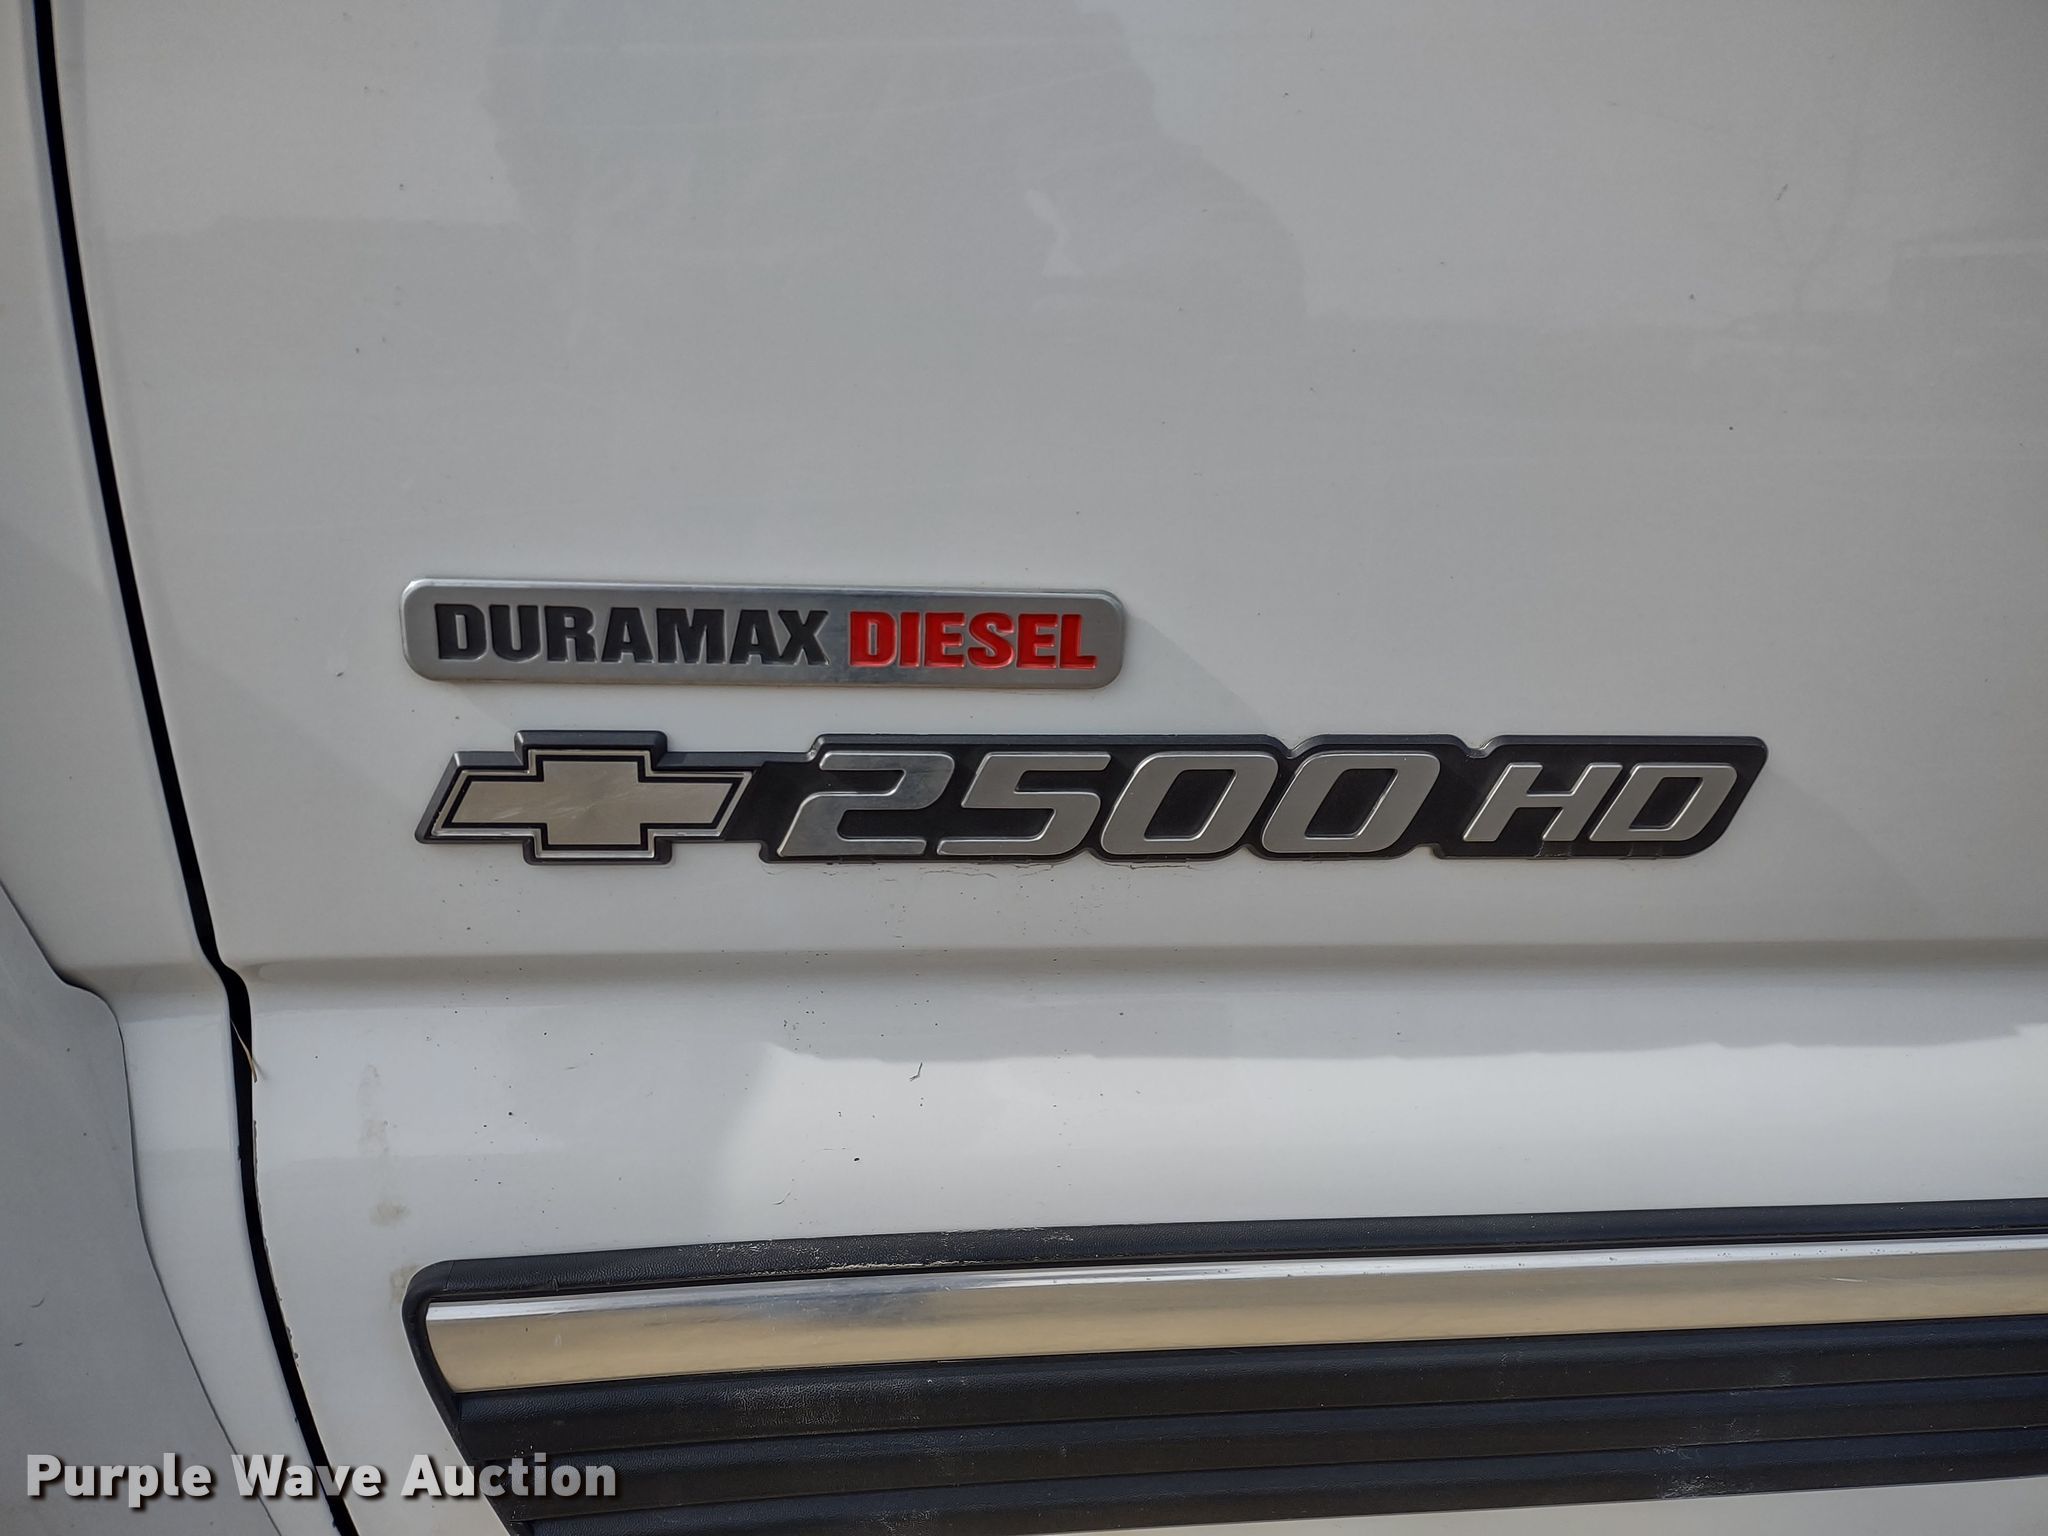 DURAMAX DIESEL
2500 HD
Purple Wave Auction